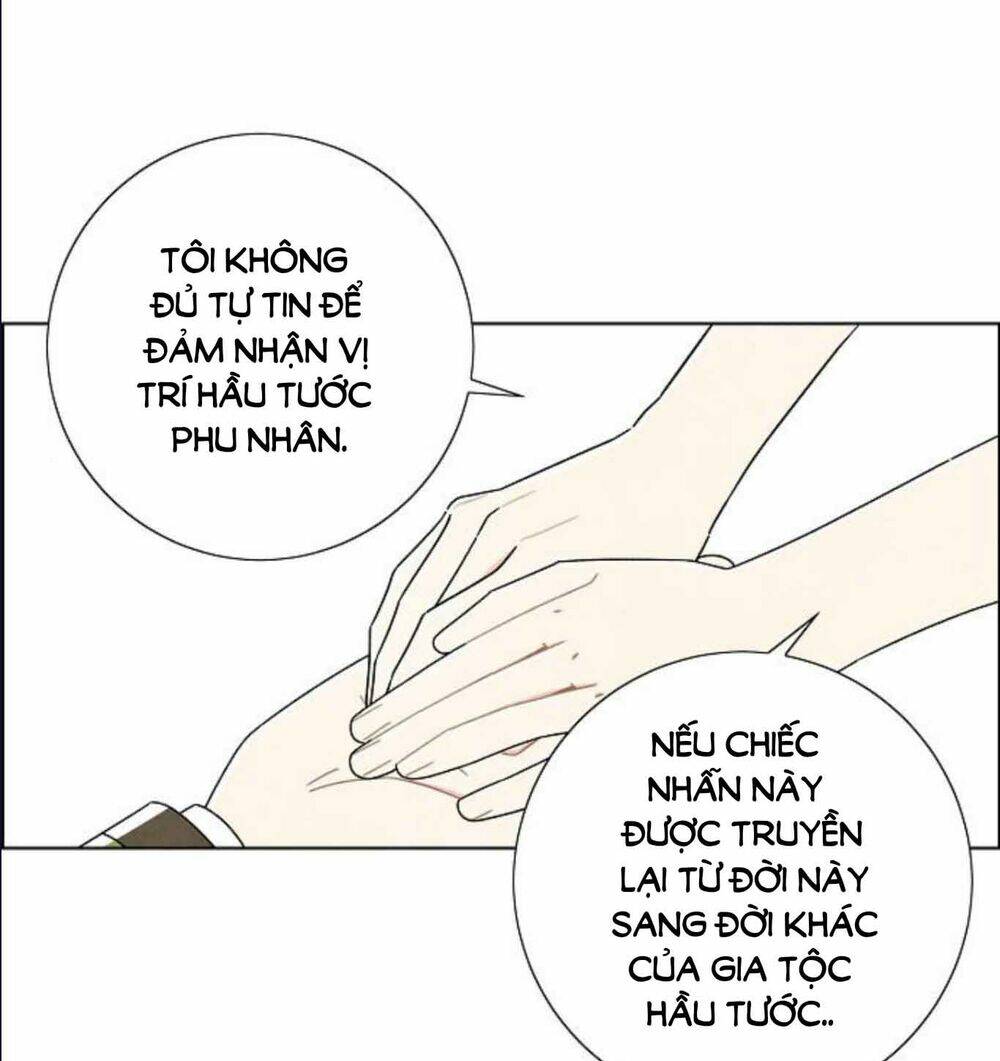 TÔI KHÔNG
ĐỦ TỰ TIN ĐỂ
ĐẢM NHẬN VỊ
TRÍ HẦU TƯỚC
PHU NHÂN.
NẾU CHIẾC
NHẪN NÀY
ĐƯỢC TRUYỀN
LẠI TỪ ĐỜI NÀY
SANG ĐỜI KHÁC
CỦA GIA TỘC
HẦU TƯỚC..